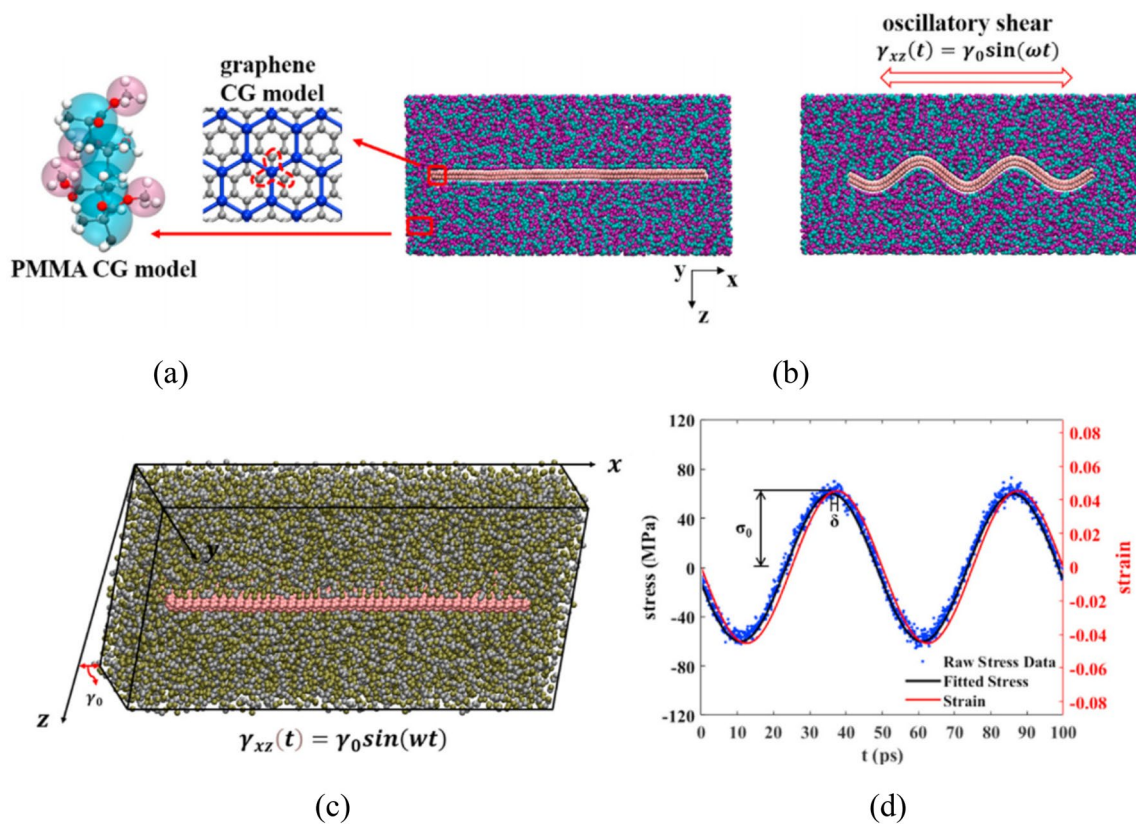 oscillatory shear
γxz(t) = γ0sin(ωt)
graphene
CG model
PMMA CG model
y
x
z
(a)
(b)
x
y
z
γ0
γxz(t) = γ0sin(wt)
(c)
120
80
40
0
-40
-80
-120
stress (MPa)
σ0
δ
0.08
0.06
0.04
0.02
0
-0.02
-0.04
-0.06
-0.08
strain
Raw Stress Data
Fitted Stress
Strain
0 10 20 30 40 50 60 70 80 90 100
t (ps)
(d)